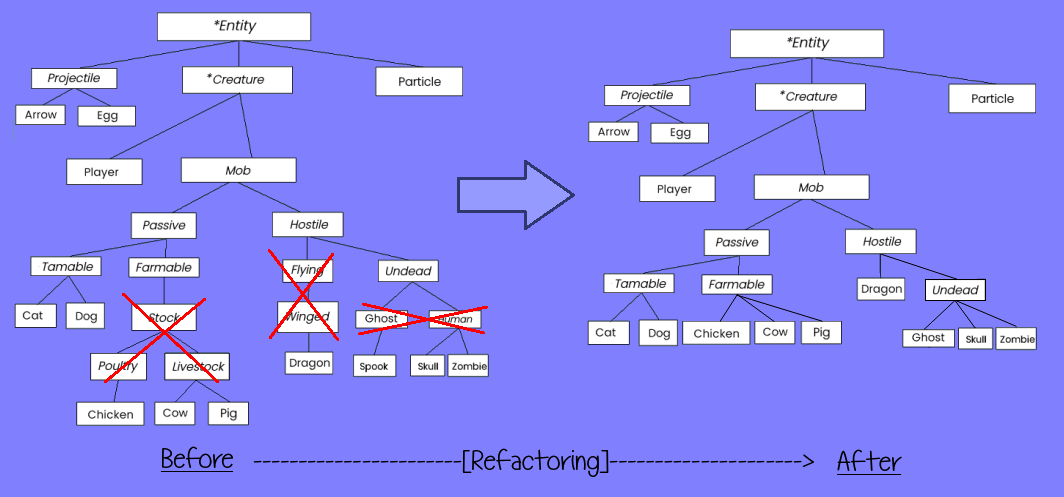 *Entity
Projectile
*Creature
Particle
Arrow
Egg
Player
Mob
Passive
Hostile
Tamable
Farmable
Flying
Undead
Cat
Dog
Stock
Winged
Ghost
Human
Poultry
Livestock
Dragon
Spook
Skull
Zombie
Chicken
Cow
Pig
*Entity
Projectile
*Creature
Particle
Arrow
Egg
Player
Mob
Passive
Hostile
Tamable
Farmable
Dragon
Undead
Cat
Dog
Chicken
Cow
Pig
Ghost
Skull
Zombie
Before [Refactoring] After